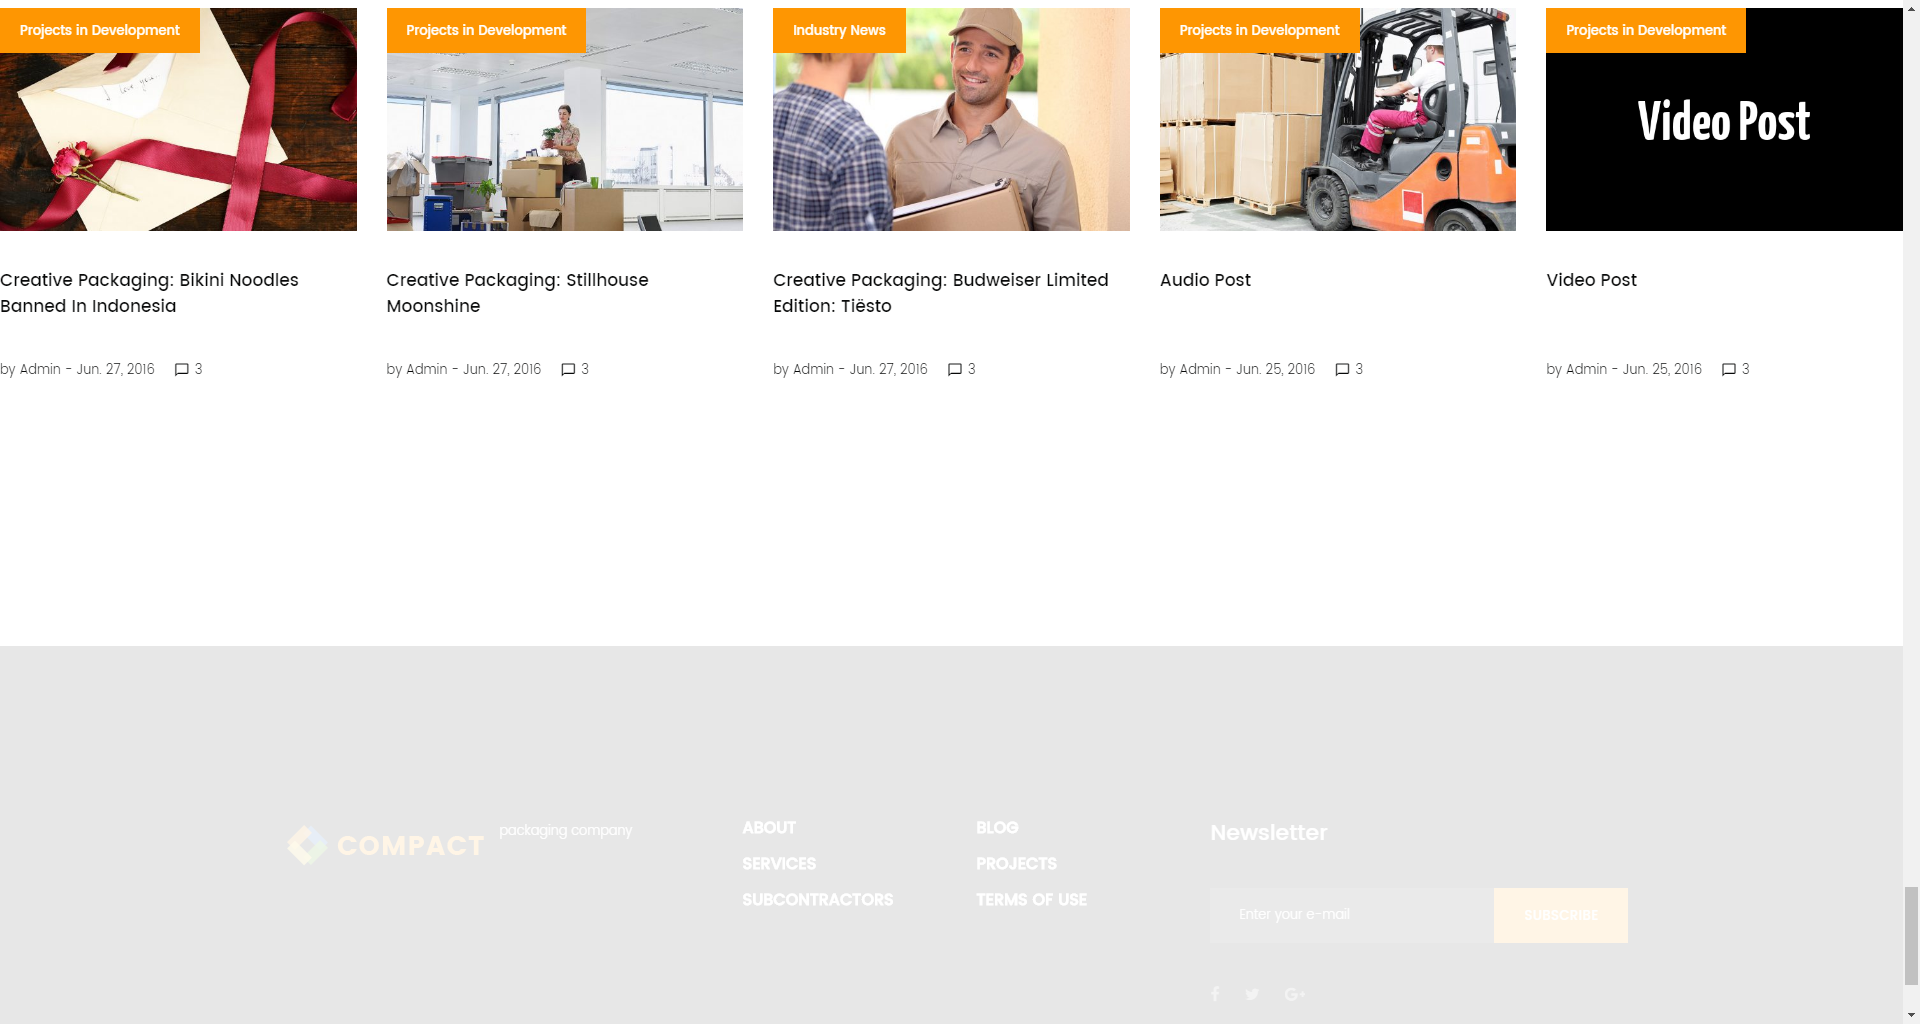 Projects in Development
Projects in Development
Industry News
Projects in Development
Projects in Development
I love you
Video Post
Creative Packaging: Bikini Noodles
Banned In Indonesia
Creative Packaging: Stillhouse
Moonshine
Creative Packaging: Budweiser Limited
Edition: Tiësto
Audio Post
Video Post
by Admin - Jun. 27, 2016 3
by Admin - Jun. 27, 2016 3
by Admin - Jun. 27, 2016 3
by Admin - Jun. 25, 2016 3
by Admin - Jun. 25, 2016 3
COMPACT
packaging company
ABOUT
SERVICES
SUBCONTRACTORS
BLOG
PROJECTS
TERMS OF USE
Newsletter
Enter your e-mail
SUBSCRIBE